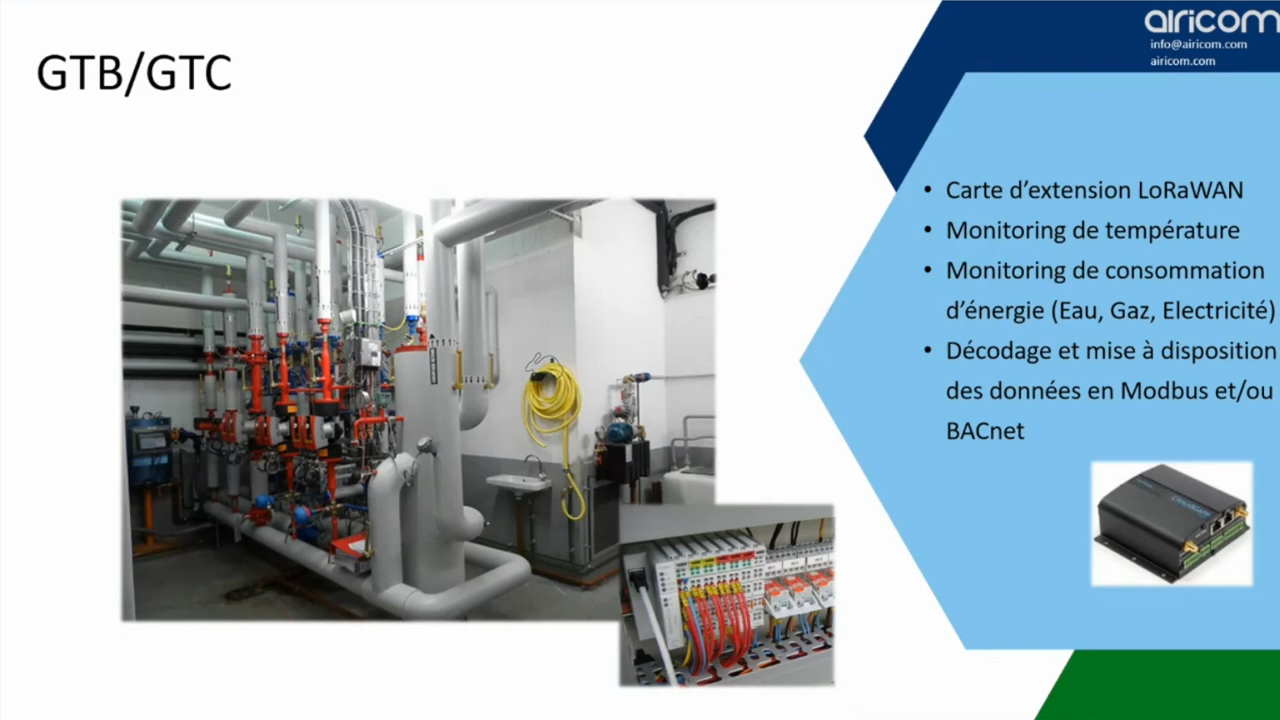 airicom
info@airicom.com
airicom.com
GTB/GTC
• Carte d’extension LoRaWAN
• Monitoring de température
• Monitoring de consommation
d’énergie (Eau, Gaz, Electricité)
• Décodage et mise à disposition
des données en Modbus et/ou
BACnet